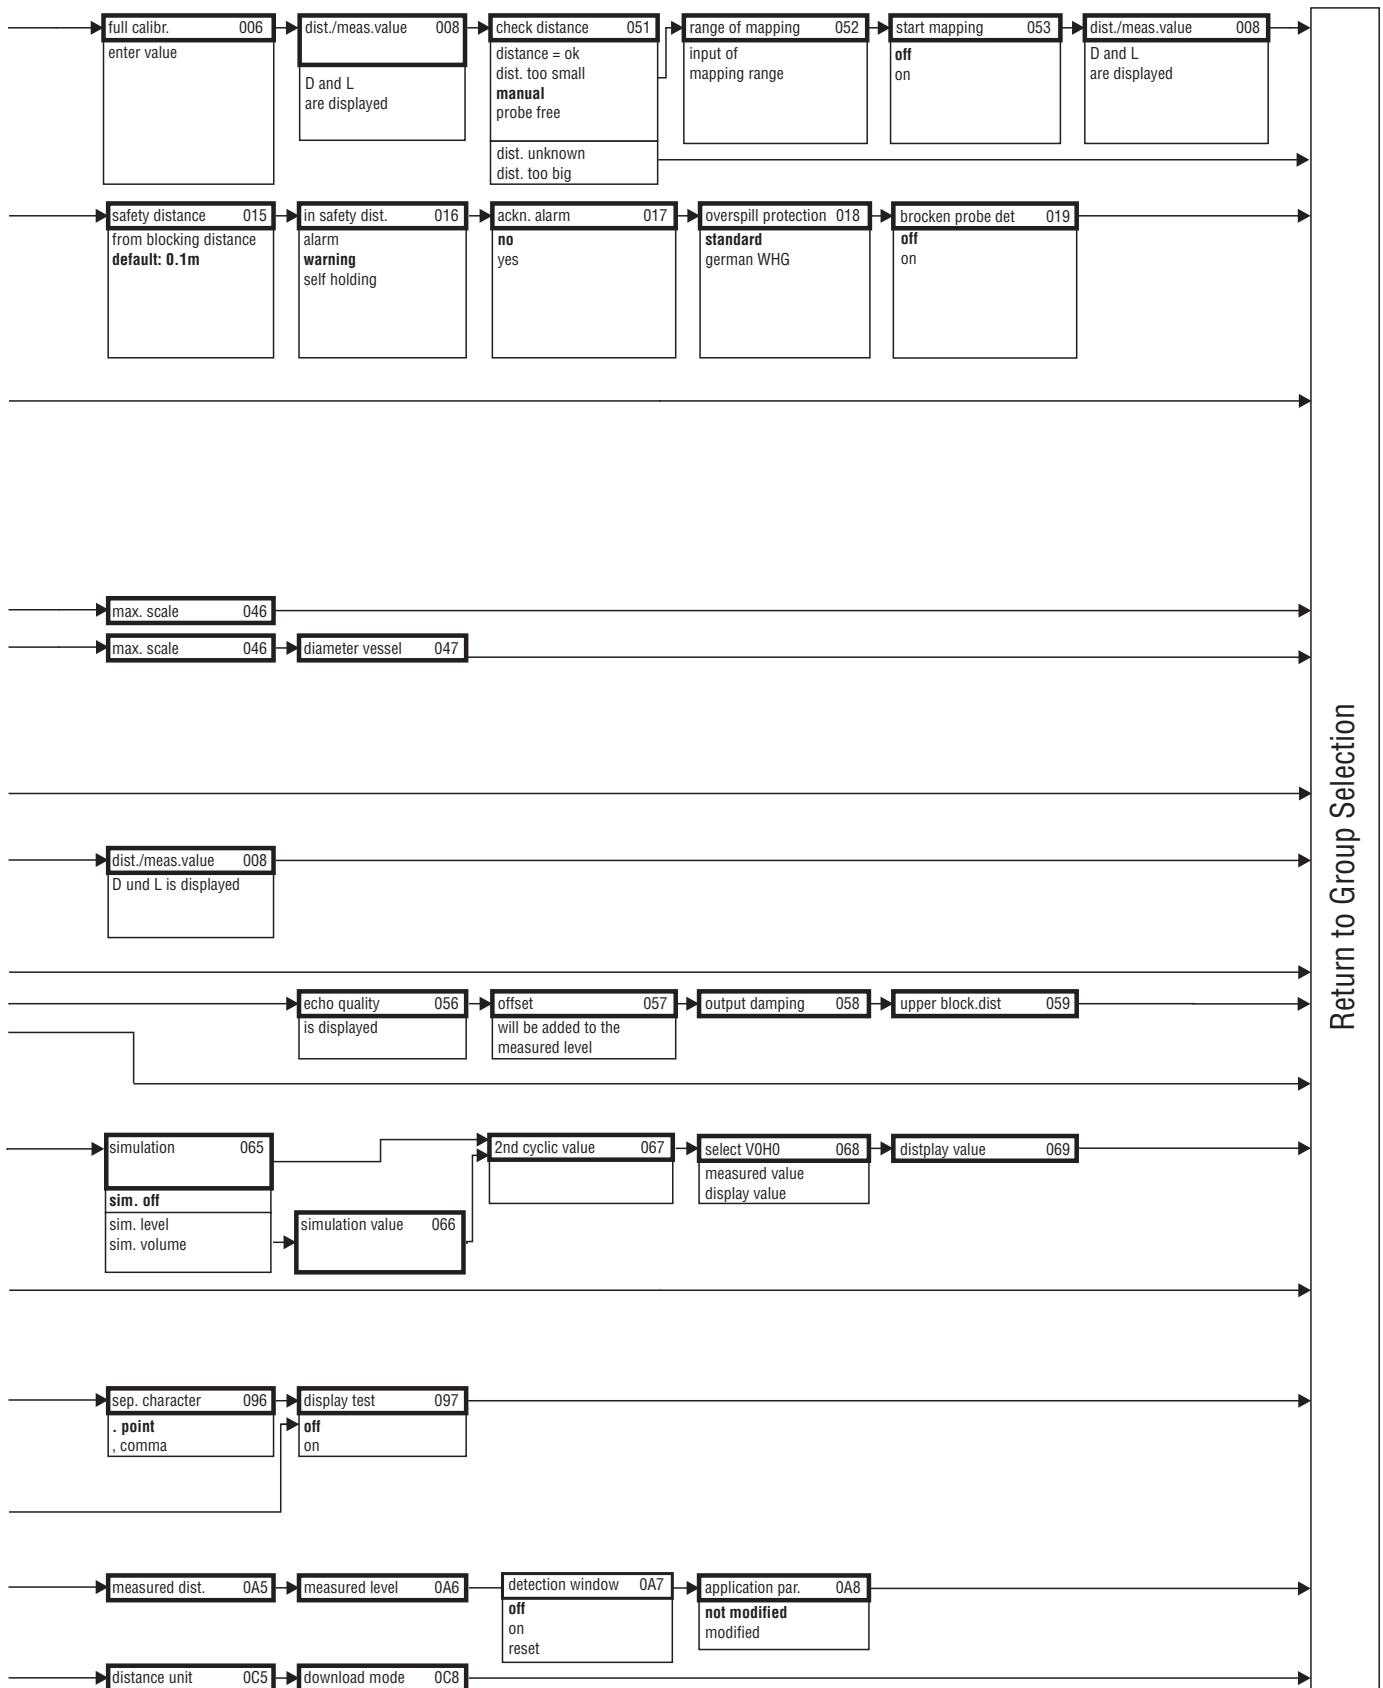 full calibr. 006
enter value
dist./meas.value 008
D and L
are displayed
check distance 051
distance = ok
dist. too small
manual
probe free
dist. unknown
dist. too big
range of mapping 052
input of
mapping range
start mapping 053
off
on
dist./meas.value 008
D and L
are displayed
safety distance 015
from blocking distance
default: 0.1m
in safety dist. 016
alarm
warning
self holding
ackn. alarm 017
no
yes
overspill protection 018
standard
german WHG
brocken probe det 019
off
on
max. scale 046
max. scale 046
diameter vessel 047
dist./meas.value 008
D und L is displayed
echo quality 056
is displayed
offset 057
will be added to the
measured level
output damping 058
upper block.dist 059
simulation 065
sim. off
sim. level
sim. volume
simulation value 066
2nd cyclic value 067
select V0H0 068
measured value
display value
distplay value 069
sep. character 096
. point
, comma
display test 097
off
on
measured dist. 0A5
measured level 0A6
detection window 0A7
off
on
reset
application par. 0A8
not modified
modified
distance unit 0C5
download mode 0C8
Return to Group Selection